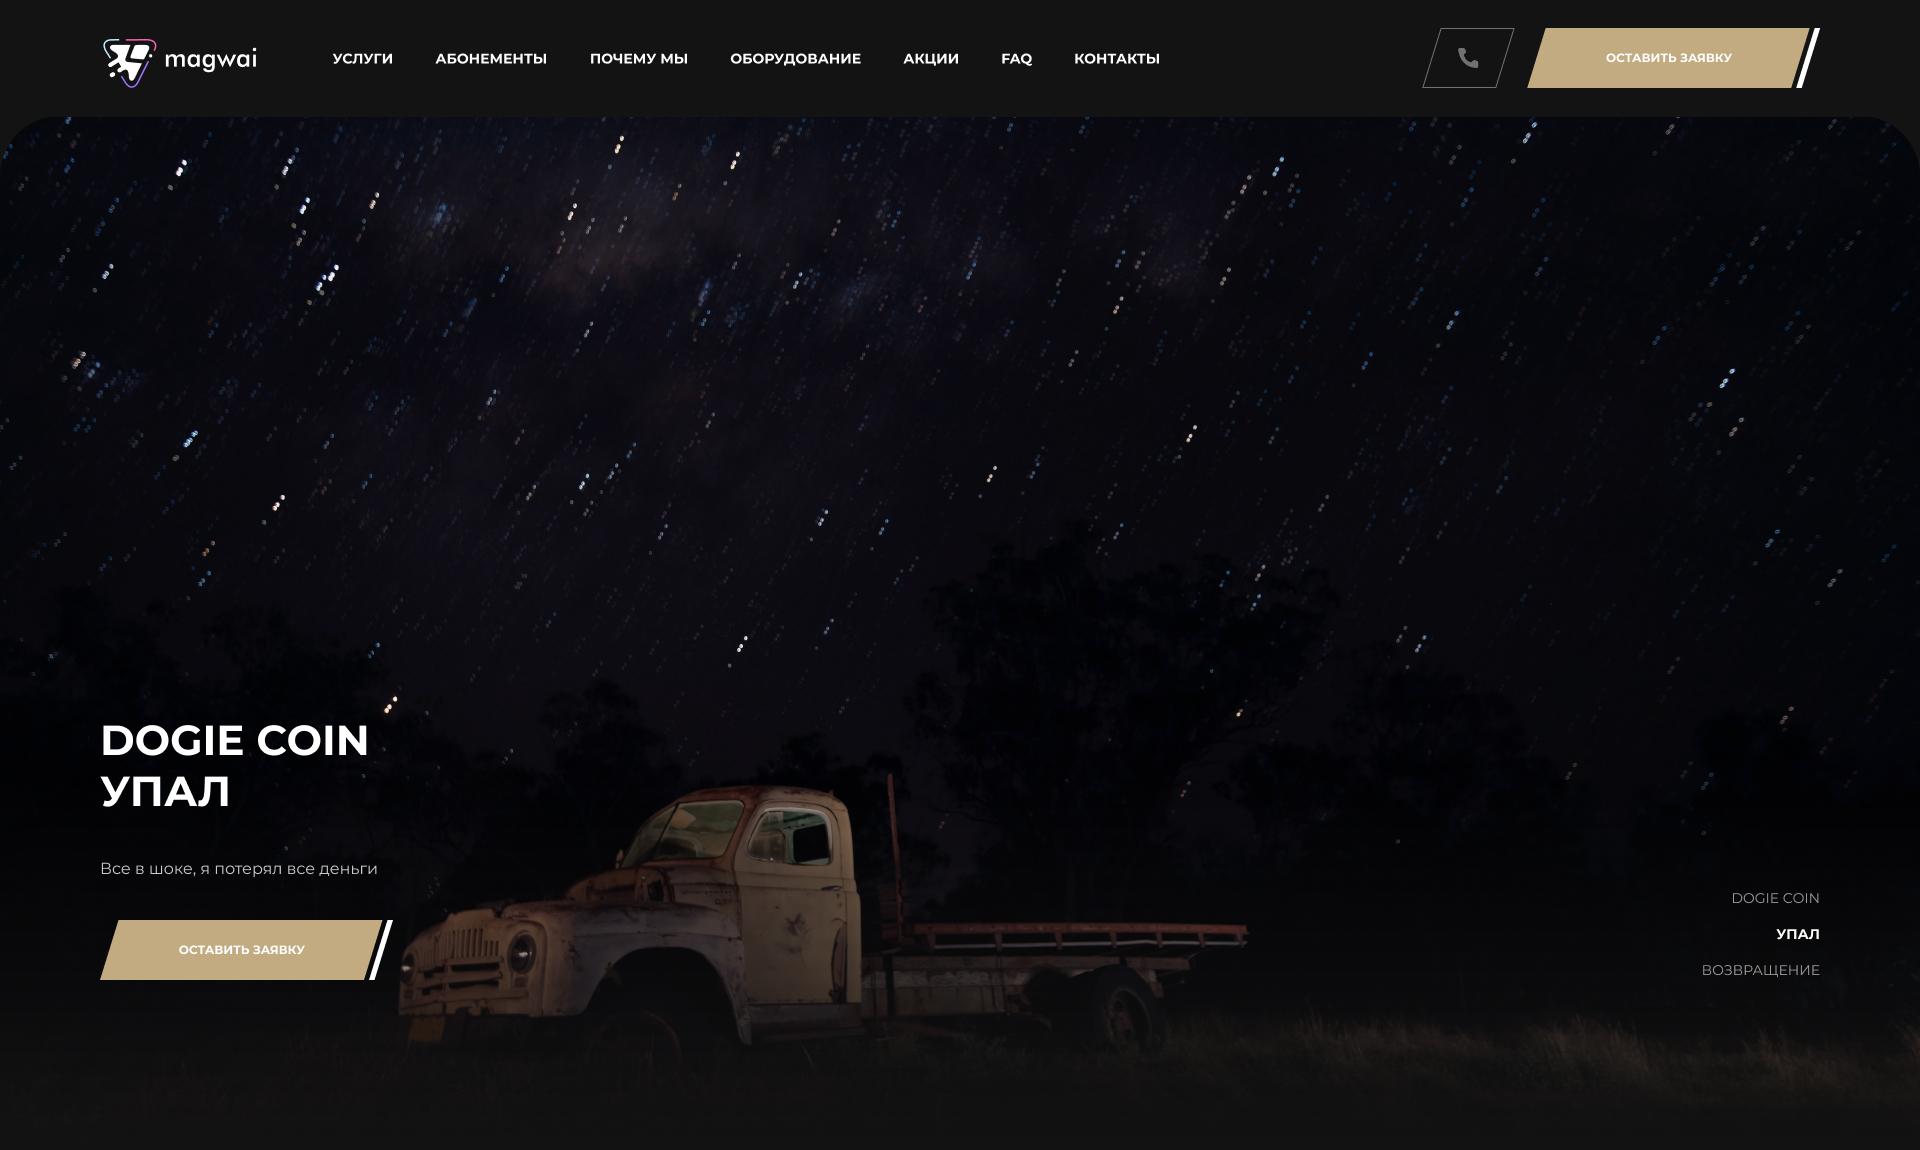 magwai
УСЛУГИ
АБОНЕМЕНТЫ
ПОЧЕМУ МЫ
ОБОРУДОВАНИЕ
АКЦИИ
FAQ
КОНТАКТЫ
ОСТАВИТЬ ЗАЯВКУ
DOGIE COIN
УПАЛ
Все в шоке, я потерял все деньги
ОСТАВИТЬ ЗАЯВКУ
DOGIE COIN
УПАЛ
ВОЗВРАЩЕНИЕ